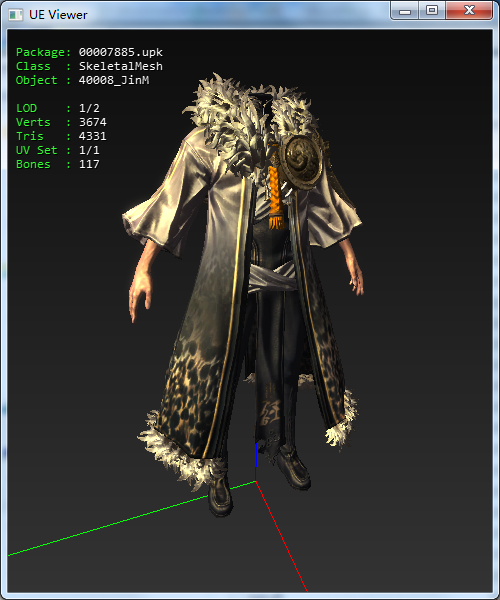 UE Viewer
Package: 00007885.upk
Class  : SkeletalMesh
Object : 40008_JinM
LOD    : 1/2
Verts  : 3674
Tris   : 4331
UV Set : 1/1
Bones  : 117